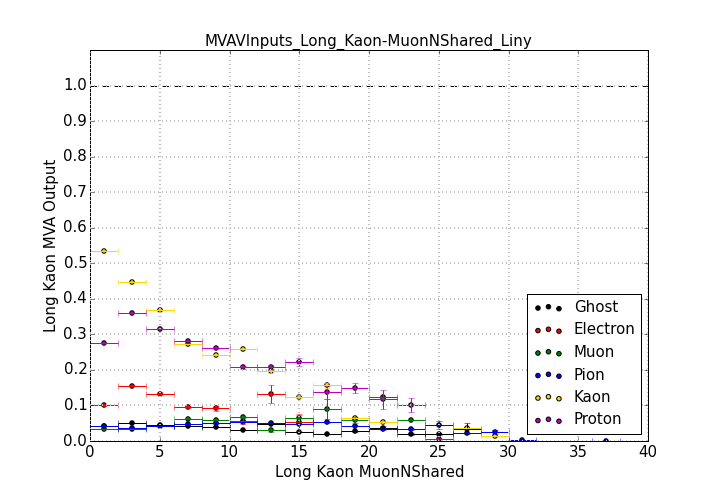 MVAVInputs_Long_Kaon-MuonNShared_Liny
1.0
0.9
0.8
0.7
0.6
0.5
0.4
0.3
0.2
0.1
0.0
Long Kaon MVA Output
Ghost
Electron
Muon
Pion
Kaon
Proton
0 5 10 15 20 25 30 35 40
Long Kaon MuonNShared